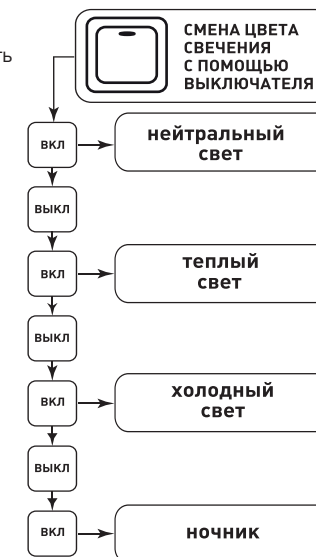 ть
СМЕНА ЦВЕТА
СВЕЧЕНИЯ
С ПОМОЩЬЮ
ВЫКЛЮЧАТЕЛЯ
ВКЛ
нейтральный
свет
ВЫКЛ
ВКЛ
теплый
свет
ВЫКЛ
ВКЛ
холодный
свет
ВЫКЛ
ВКЛ
ночник